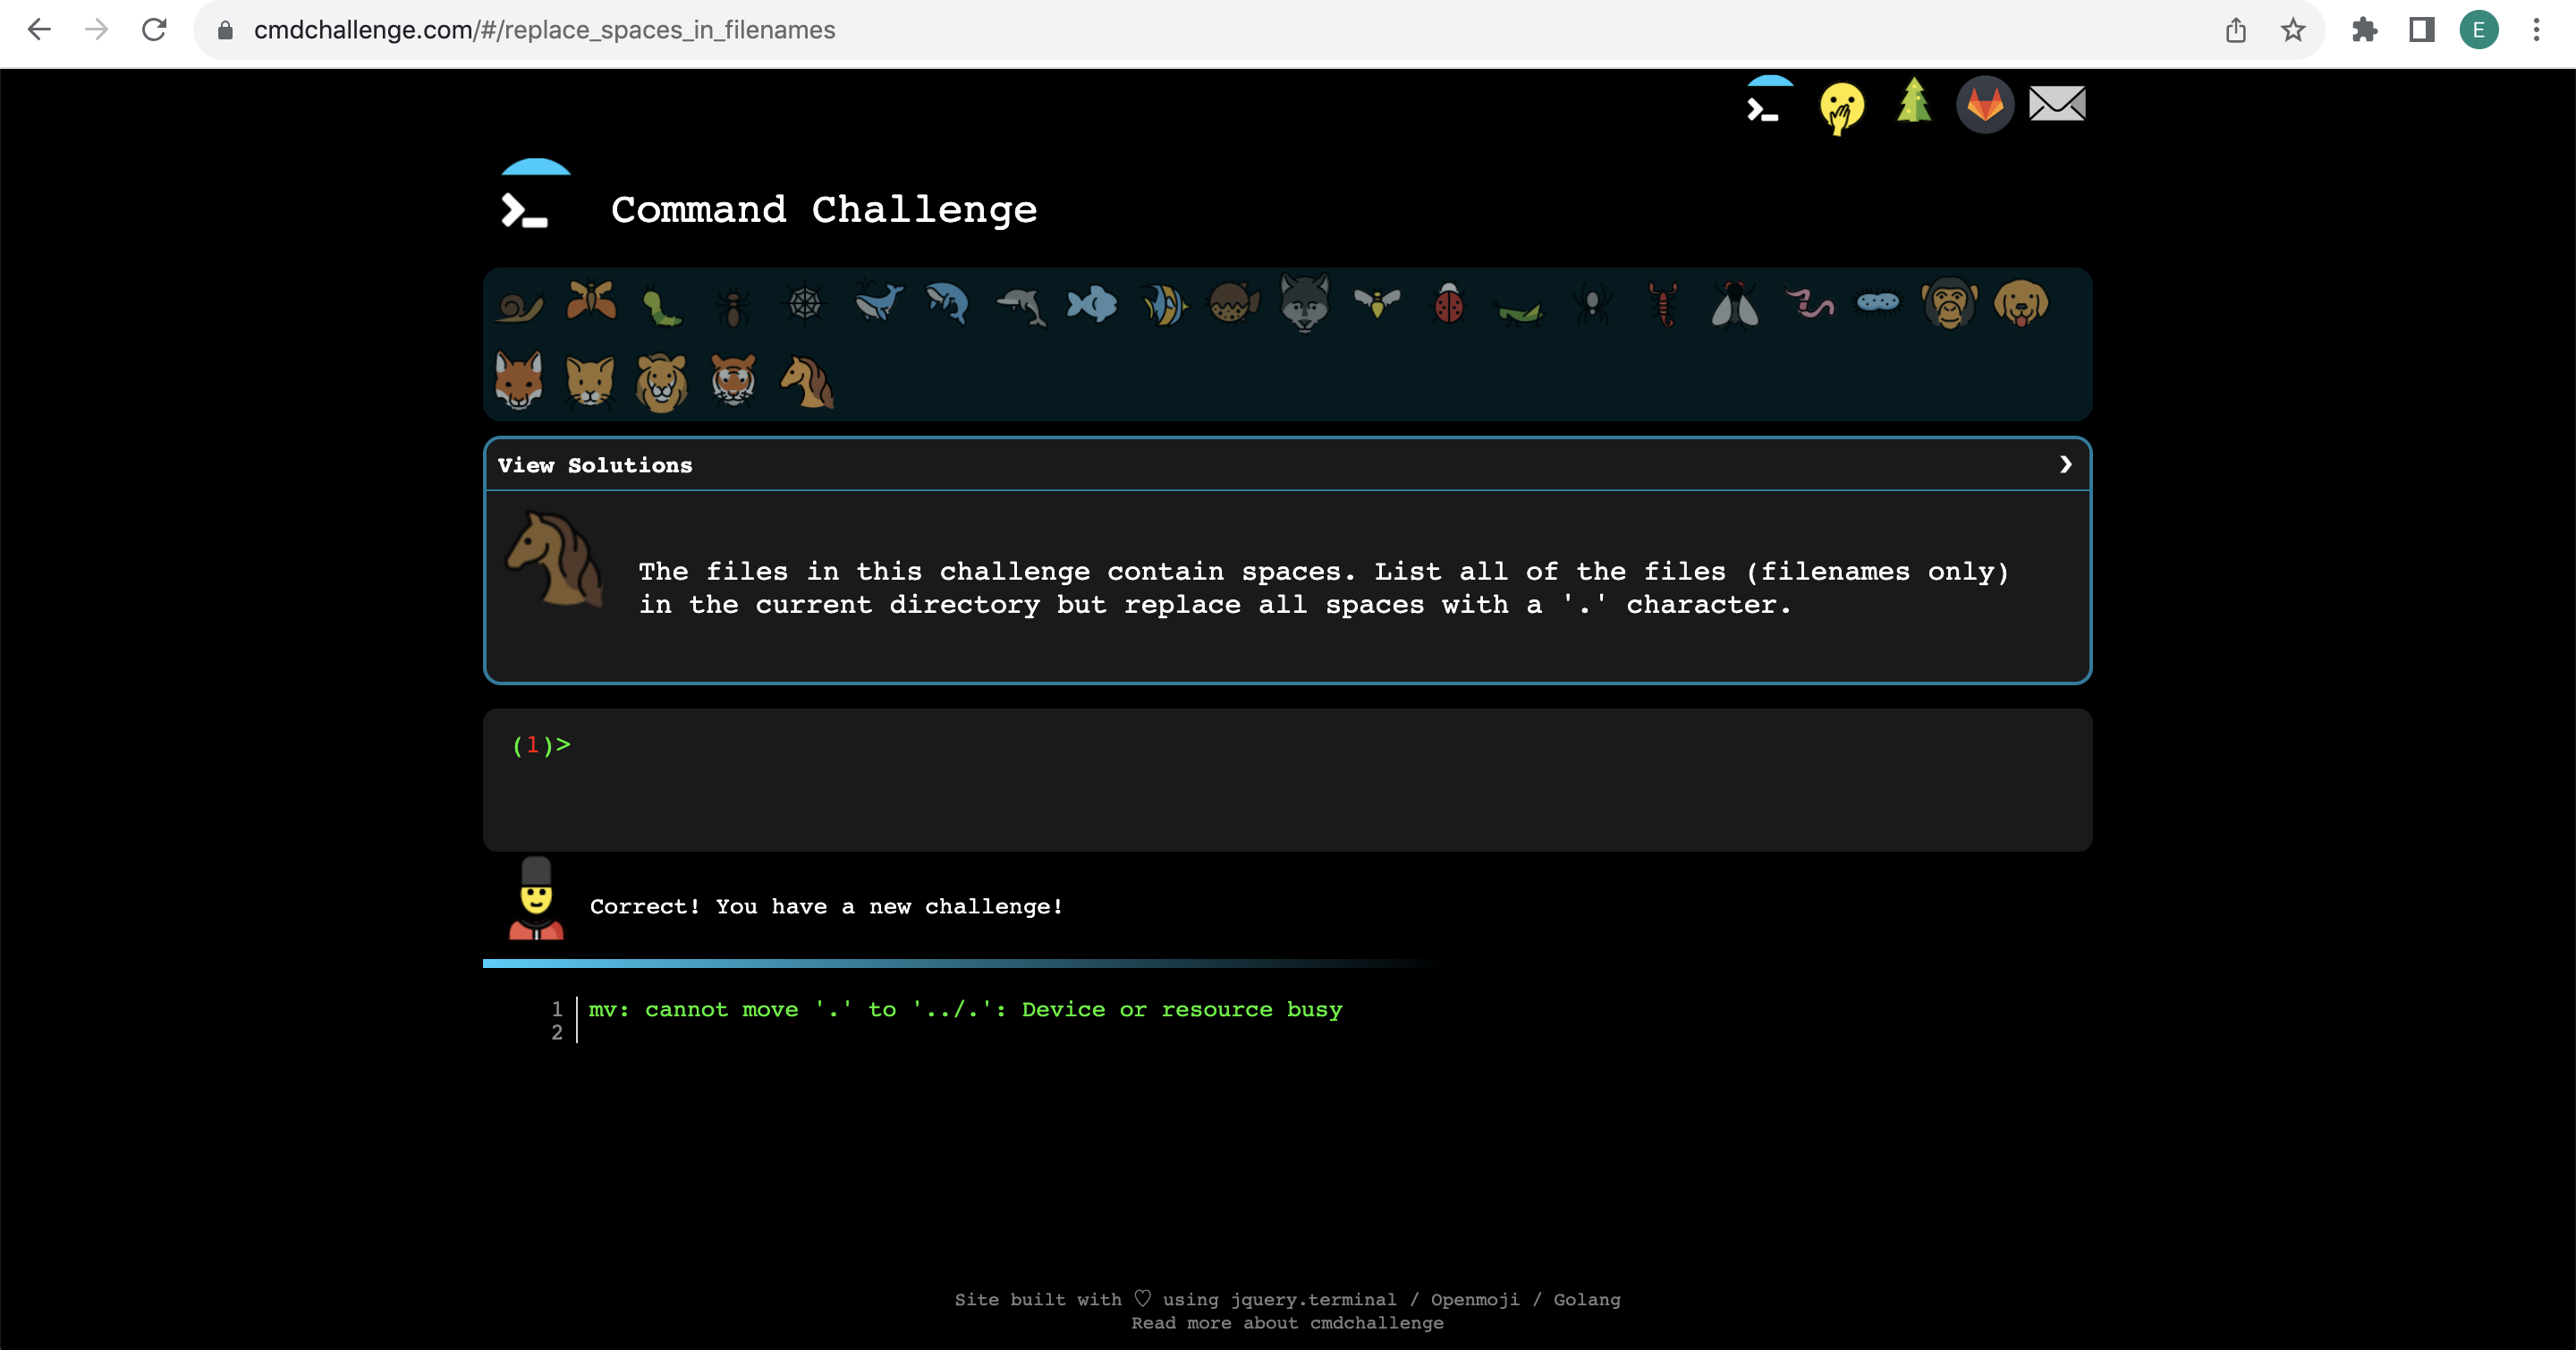 cmdchallenge.com/#/replace_spaces_in_filenames
E
Command Challenge
View Solutions
The files in this challenge contain spaces. List all of the files (filenames only)
in the current directory but replace all spaces with a '.' character.
(1)>
Correct! You have a new challenge!
1 mv: cannot move '.' to '../.': Device or resource busy
2
Site built with ♡ using jquery.terminal / Openmoji / Golang
Read more about cmdchallenge